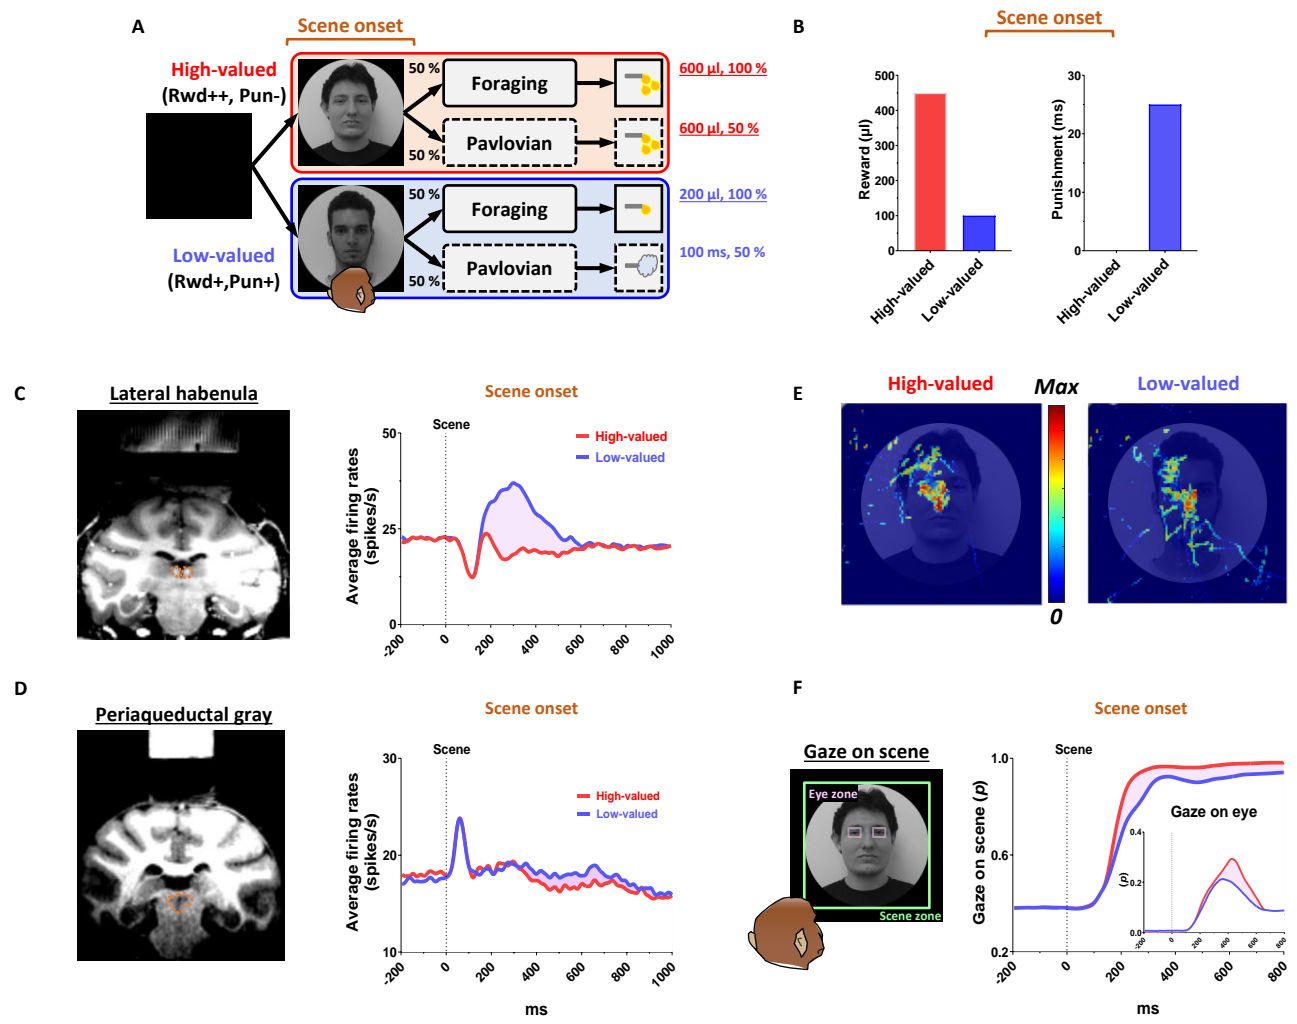 A
Scene onset
High-valued
(Rwd++, Pun-)
Low-valued
(Rwd+,Pun+)
50 %
Foraging
600 µl, 100 %
50 %
Pavlovian
600 µl, 50 %
50 %
Foraging
200 µl, 100 %
50 %
Pavlovian
100 ms, 50 %
B
Scene onset
Reward (µl)
500
400
300
200
100
0
High-valued
Low-valued
Punishment (ms)
30
20
10
0
High-valued
Low-valued
C
Lateral habenula
Scene onset
Scene
High-valued
Low-valued
Average firing rates
(spikes/s)
50
25
0
-200
0
200
400
600
800
1000
D
Periaqueductal gray
Scene onset
Scene
High-valued
Low-valued
Average firing rates
(spikes/s)
30
20
10
-200
0
200
400
600
800
1000
ms
E
High-valued
Max
0
Low-valued
F
Gaze on scene
Eye zone
Scene zone
Scene onset
Scene
Gaze on scene (p)
1.0
0.6
0.2
-200
0
200
400
600
800
ms
Gaze on eye
(p)
0.4
0.2
0.0
-200
0
200
400
600
800